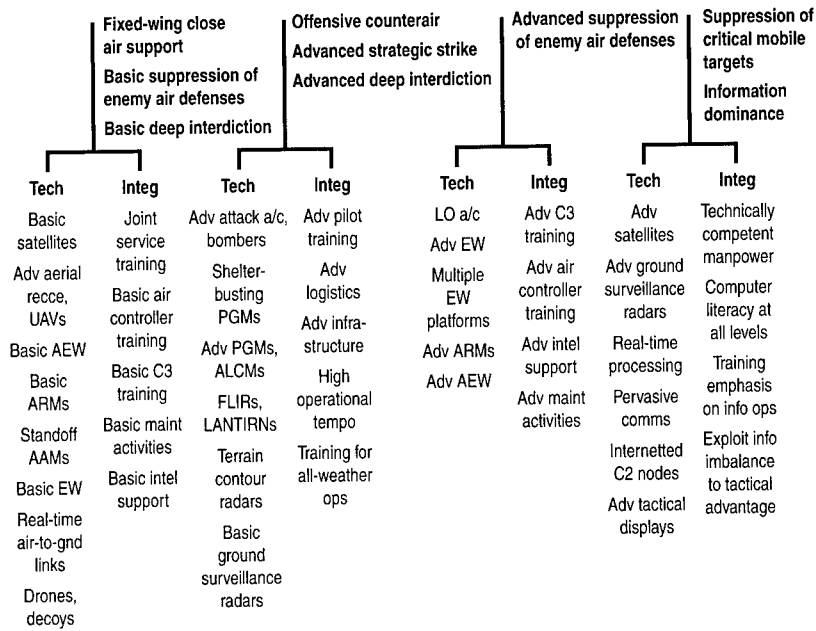 Fixed-wing close
air support
Basic suppression of
enemy air defenses
Basic deep interdiction
Tech
Basic
satellites
Adv aerial
recce,
UAVs
Basic AEW
Basic
ARMs
Standoff
AAMs
Basic EW
Real-time
air-to-gnd
links
Drones,
decoys
Integ
Joint
service
training
Basic air
controller
training
Basic C3
training
Basic maint
activities
Basic intel
support
Offensive counterair
Advanced strategic strike
Advanced deep interdiction
Tech
Adv attack a/c,
bombers
Shelter-
busting
PGMs
Adv PGMs,
ALCMs
FLIRs,
LANTIRNs
Terrain
contour
radars
Basic
ground
surveillance
radars
Integ
Adv pilot
training
Adv
logistics
Adv infra-
structure
High
operational
tempo
Training for
all-weather
ops
Advanced suppression
of enemy air defenses
Tech
LO a/c
Adv EW
Multiple
EW
platforms
Adv ARMs
Adv AEW
Integ
Adv C3
training
Adv air
controller
training
Adv intel
support
Adv maint
activities
Suppression of
critical mobile
targets
Information
dominance
Tech
Adv
satellites
Adv ground
surveillance
radars
Real-time
processing
Pervasive
comms
Internetted
C2 nodes
Adv tactical
displays
Integ
Technically
competent
manpower
Computer
literacy at
all levels
Training
emphasis
on info ops
Exploit info
imbalance
to tactical
advantage